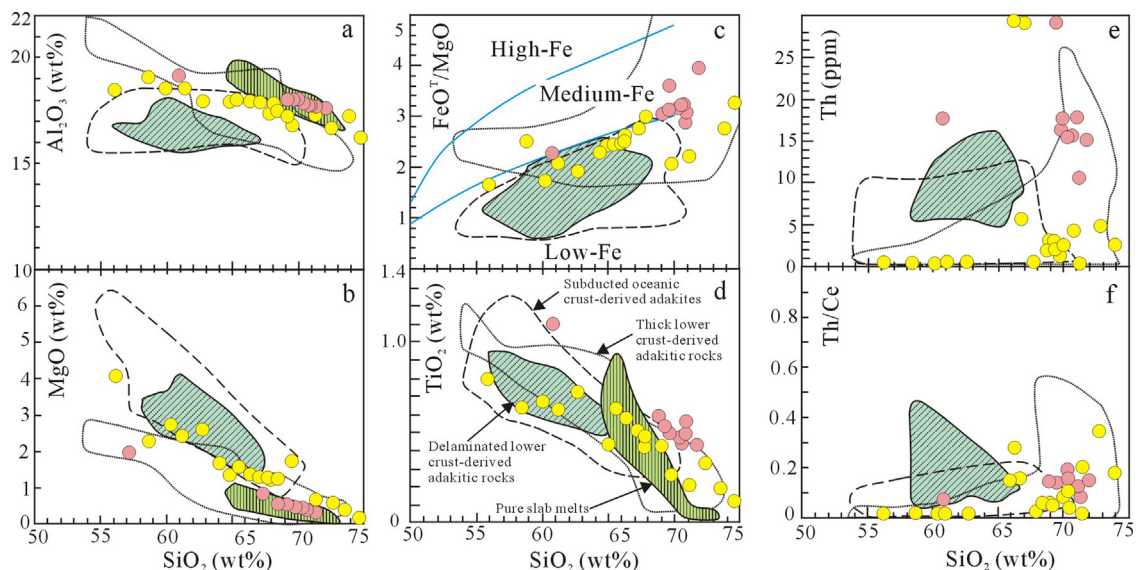 22
20
15
10
a
Al₂O₃ (wt%)
10
6
5
4
3
2
1
0
b
MgO (wt%)
50
55
60
65
70
75
SiO₂ (wt%)
5
4
3
2
1
c
FeOᵀ/MgO
High-Fe
Medium-Fe
Low-Fe
1.4
1.0
0.6
0.2
0
d
TiO₂ (wt%)
Subducted oceanic
crust-derived adakites
Thick lower
crust-derived
adakitic rocks
Delaminated lower
crust-derived
adakitic rocks
Pure slab melts
50
55
60
65
70
75
SiO₂ (wt%)
25
20
15
10
5
0
e
Th (ppm)
0.8
0.6
0.4
0.2
0
f
Th/Ce
50
55
60
65
70
75
SiO₂ (wt%)